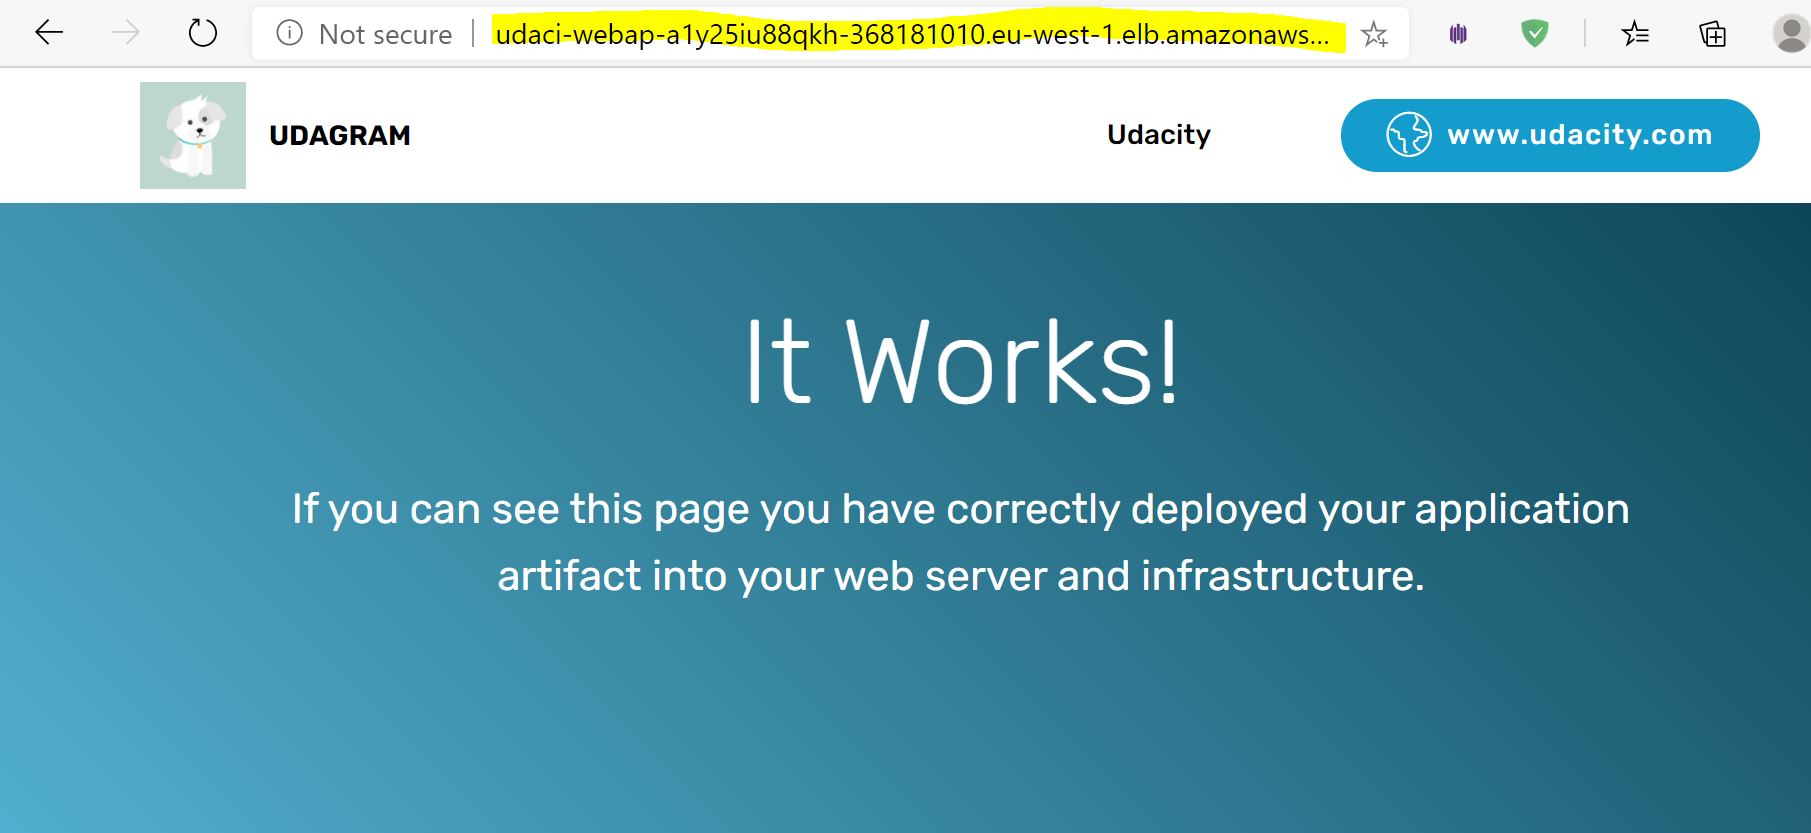 Not secure
udaci-webap-a1y25iu88qkh-368181010.eu-west-1.elb.amazonaws...
UDAGRAM
Udacity
www.udacity.com
It Works!
If you can see this page you have correctly deployed your application
artifact into your web server and infrastructure.